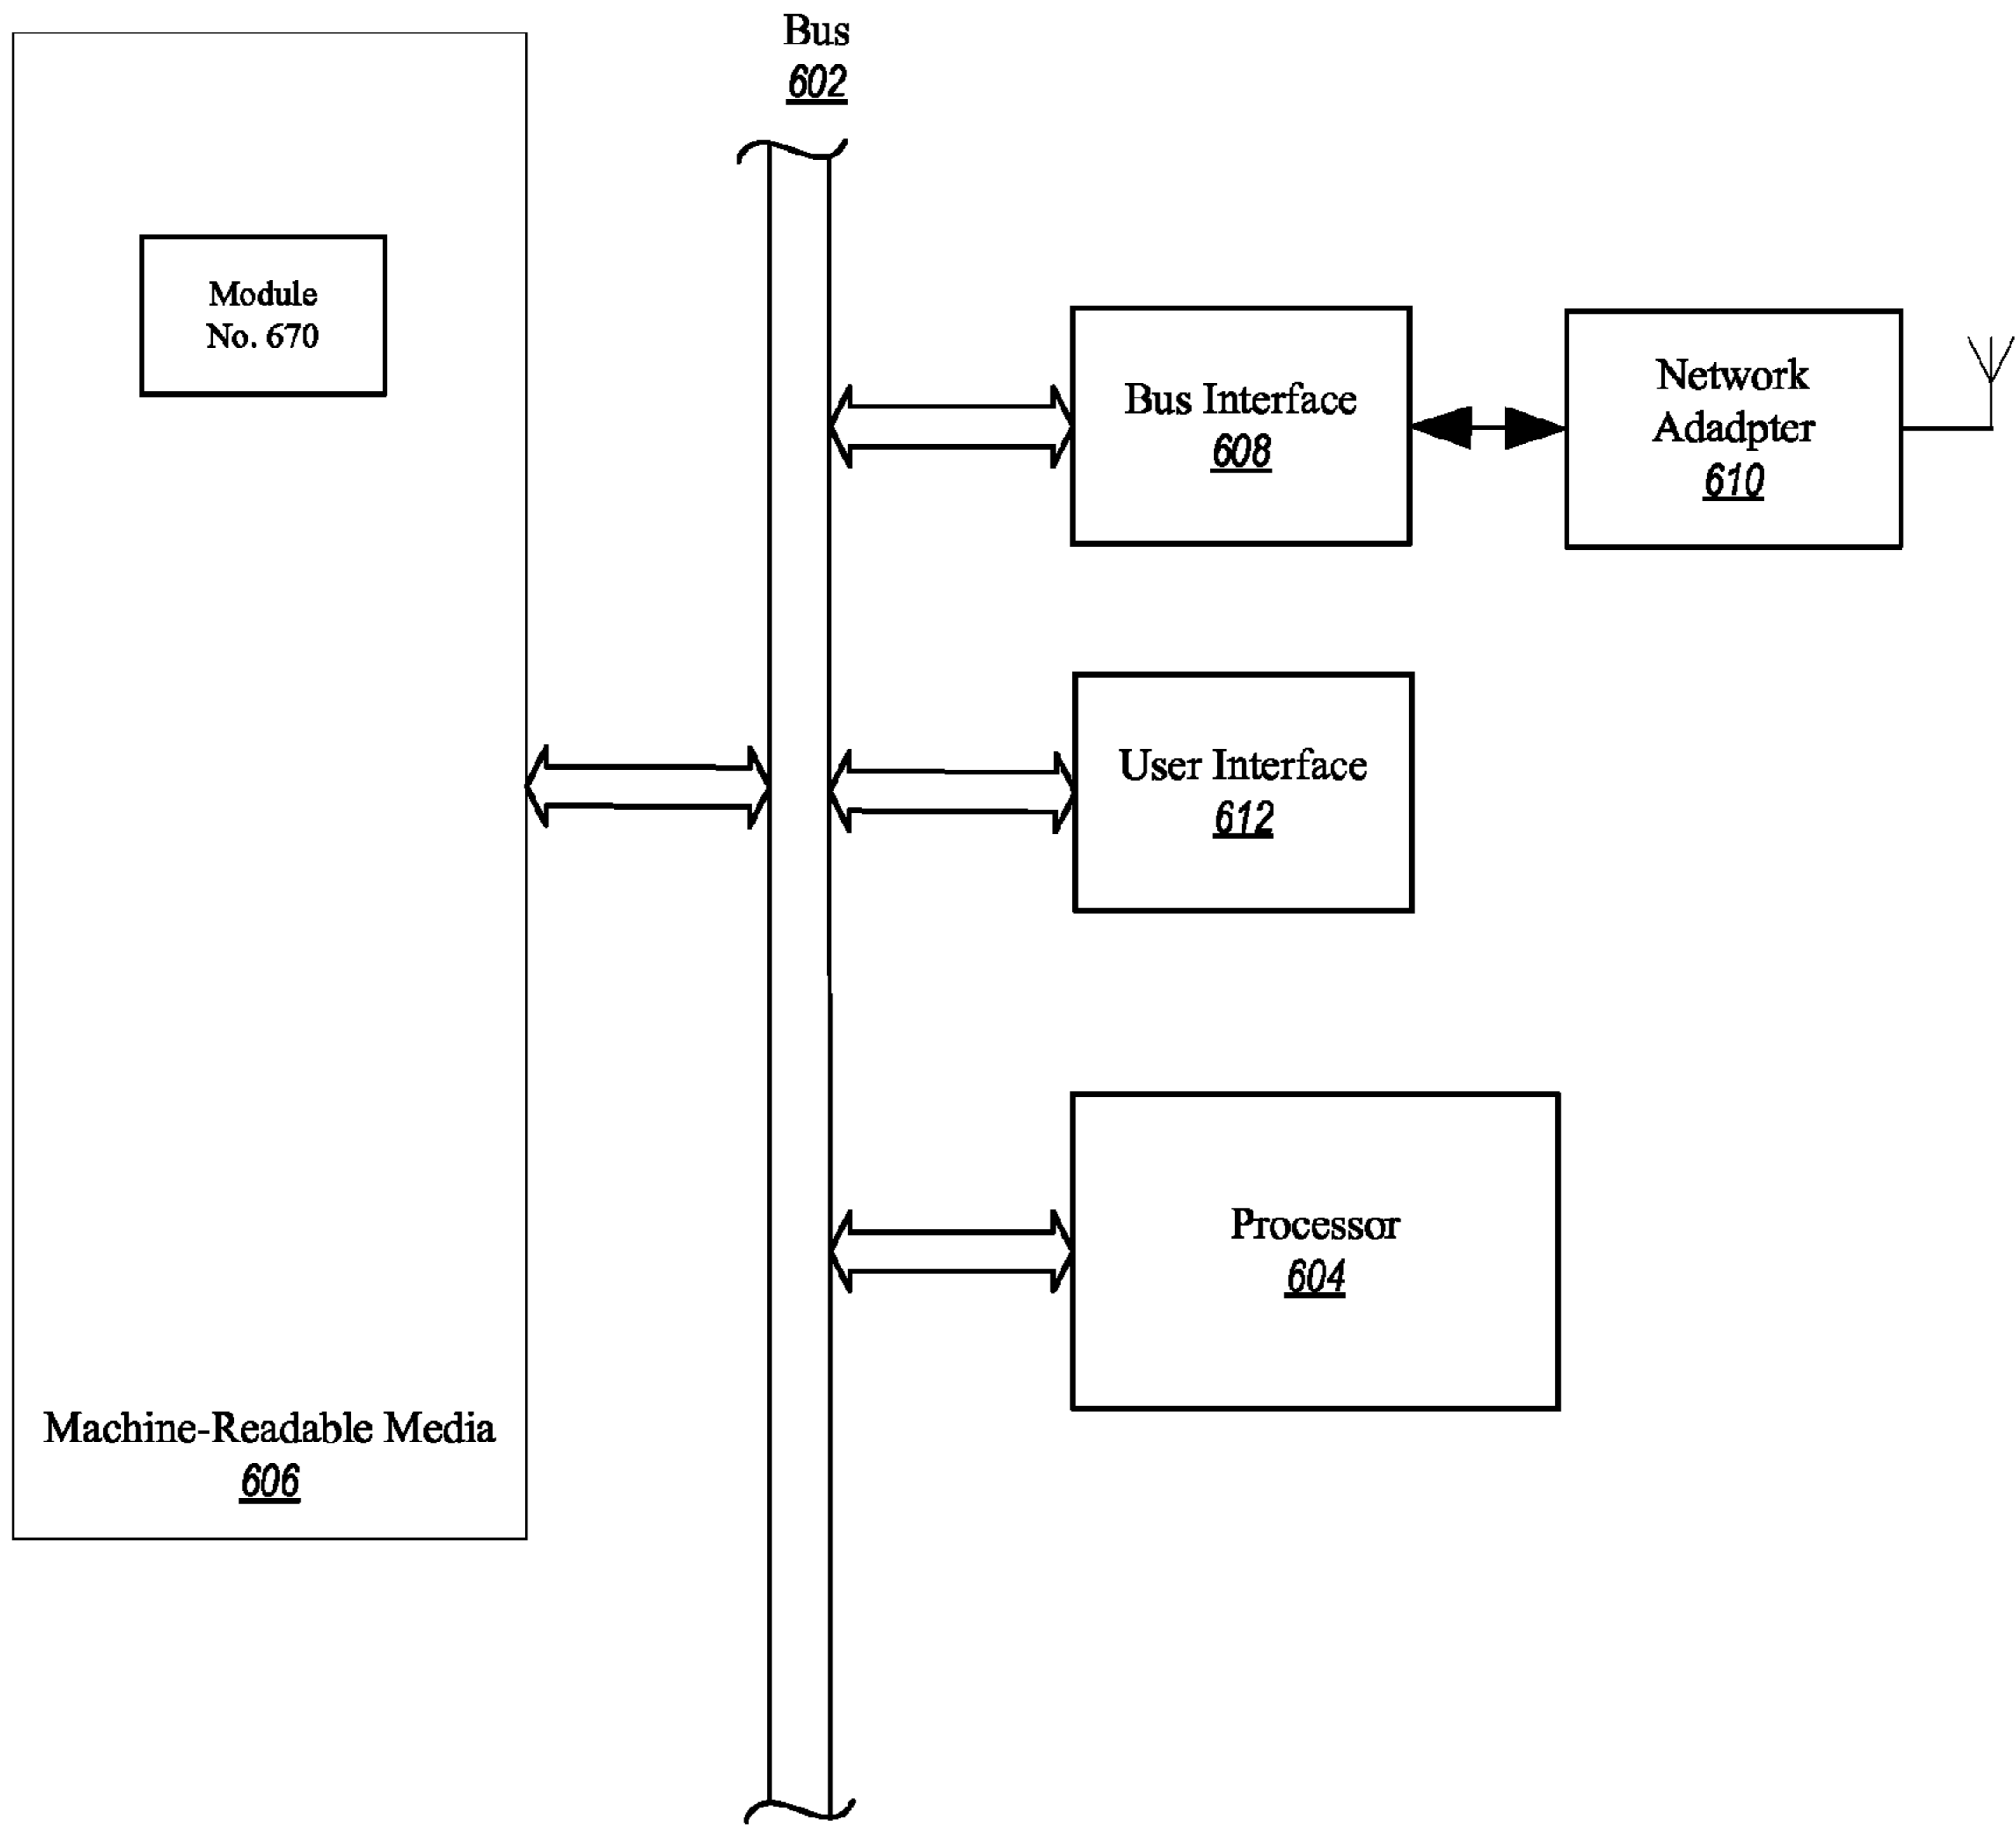 Bus
602
Module
No. 670
Bus Interface
608
Network
Adadpter
610
User Interface
612
Processor
604
Machine-Readable Media
606